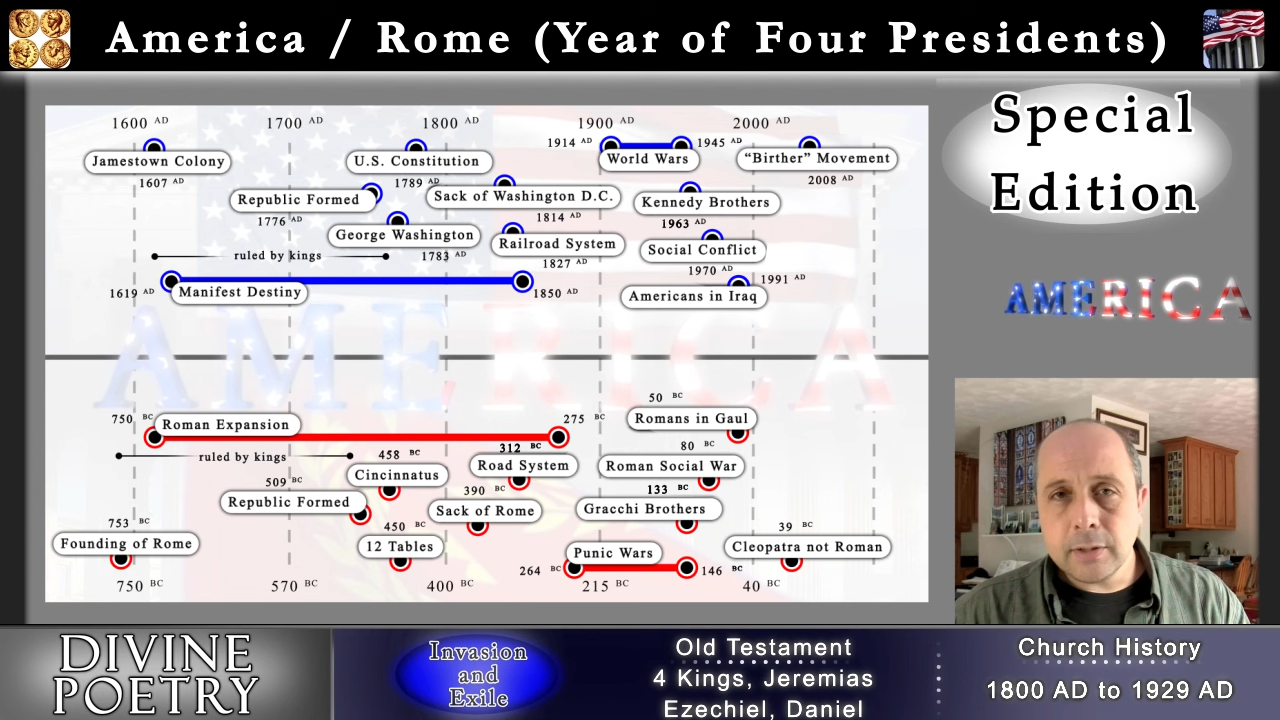 America / Rome (Year of Four Presidents)
1600 AD 1700 AD 1800 AD 1900 AD 2000 AD
1914 AD 1945 AD
Jamestown Colony
1607 AD
U.S. Constitution
1789 AD
World Wars
"Birther" Movement
2008 AD
Republic Formed
1776 AD
Sack of Washington D.C.
1814 AD
Kennedy Brothers
1963 AD
George Washington
1783 AD
Railroad System
1827 AD
Social Conflict
1970 AD
ruled by kings
1619 AD
Manifest Destiny
1850 AD
Americans in Iraq
1991 AD
AMERICA
750 BC
Roman Expansion
275 BC
50 BC
Romans in Gaul
ruled by kings
458 BC
Cincinnatus
312 BC
Road System
80 BC
Roman Social War
509 BC
Republic Formed
390 BC
Sack of Rome
133 BC
Gracchi Brothers
753 BC
Founding of Rome
450 BC
12 Tables
264 BC
Punic Wars
146 BC
39 BC
Cleopatra not Roman
750 BC 570 BC 400 BC 215 BC 40 BC
Special
Edition
AMERICA
DIVINE
POETRY
Invasion
and
Exile
Old Testament
4 Kings, Jeremias
Ezechiel, Daniel
Church History
1800 AD to 1929 AD